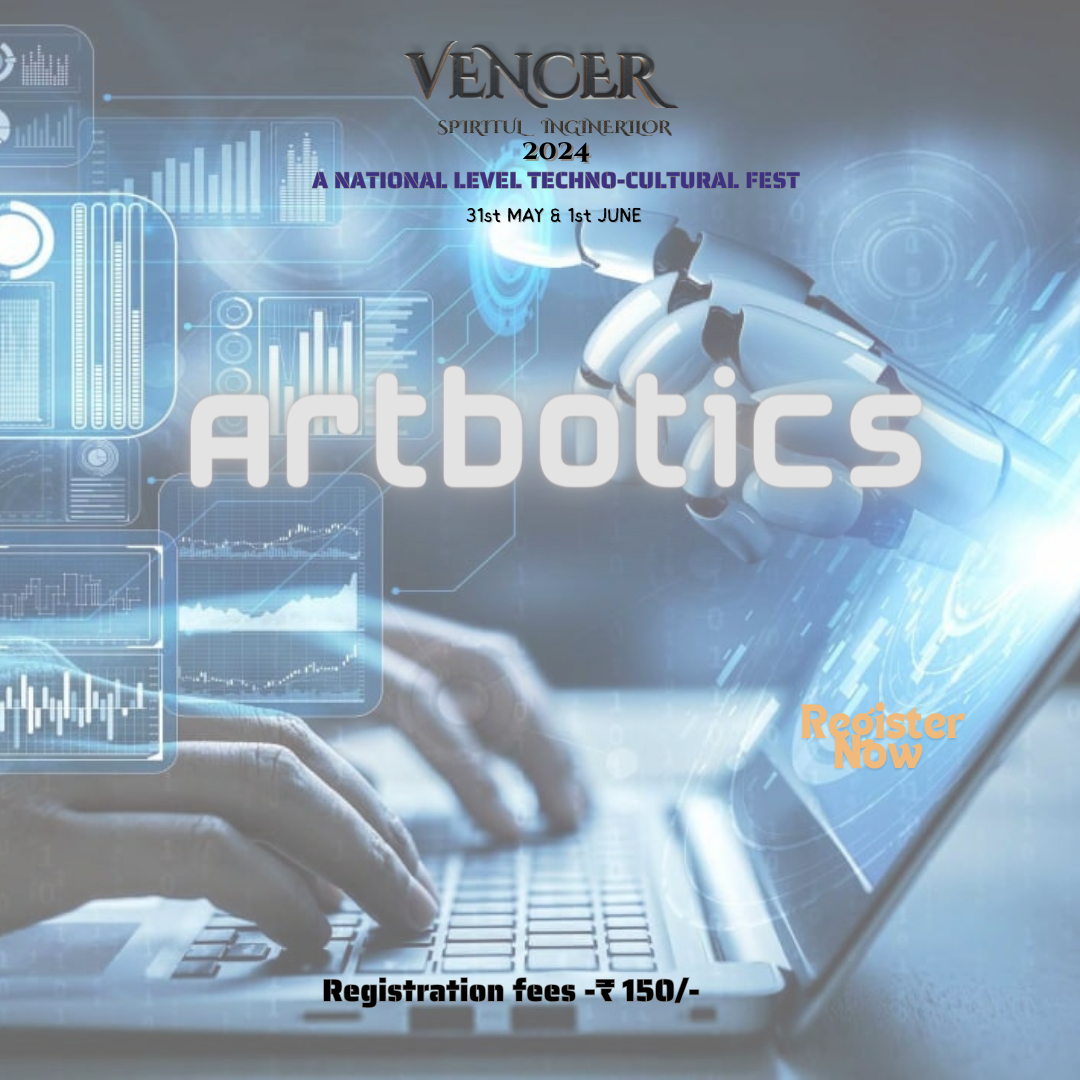 VENCER
SPIRITUL INGINERILOR
2024
A NATIONAL LEVEL TECHNO-CULTURAL FEST
31st MAY & 1st JUNE
Artbotics
Register
Now
Registration fees -₹ 150/-